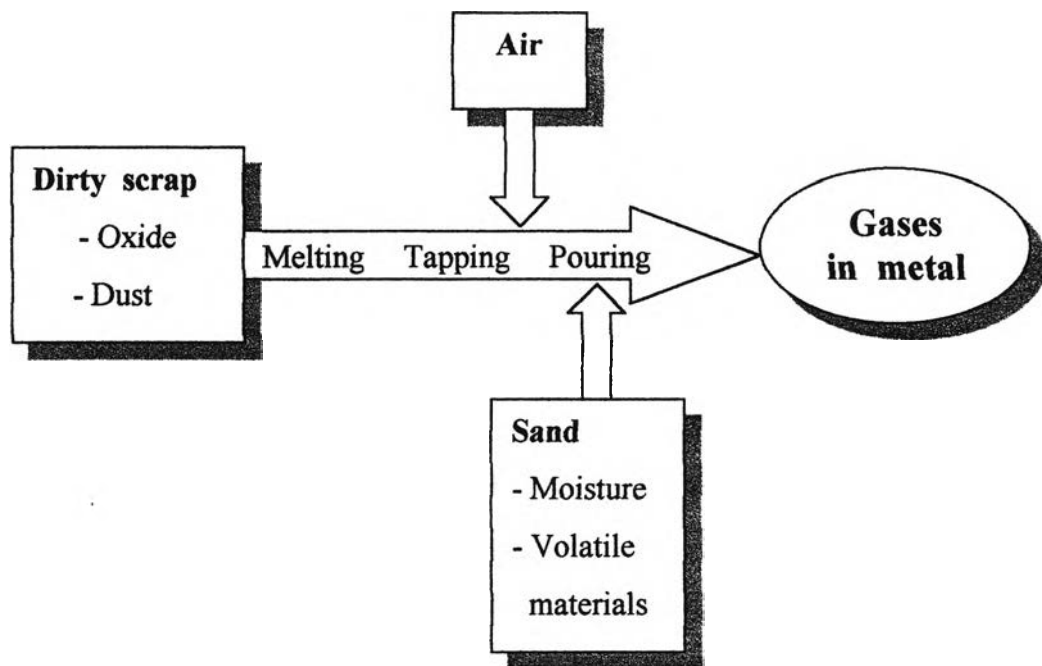 Air
Dirty scrap
- Oxide
- Dust
Melting Tapping Pouring
Gases
in metal
Sand
- Moisture
- Volatile
materials